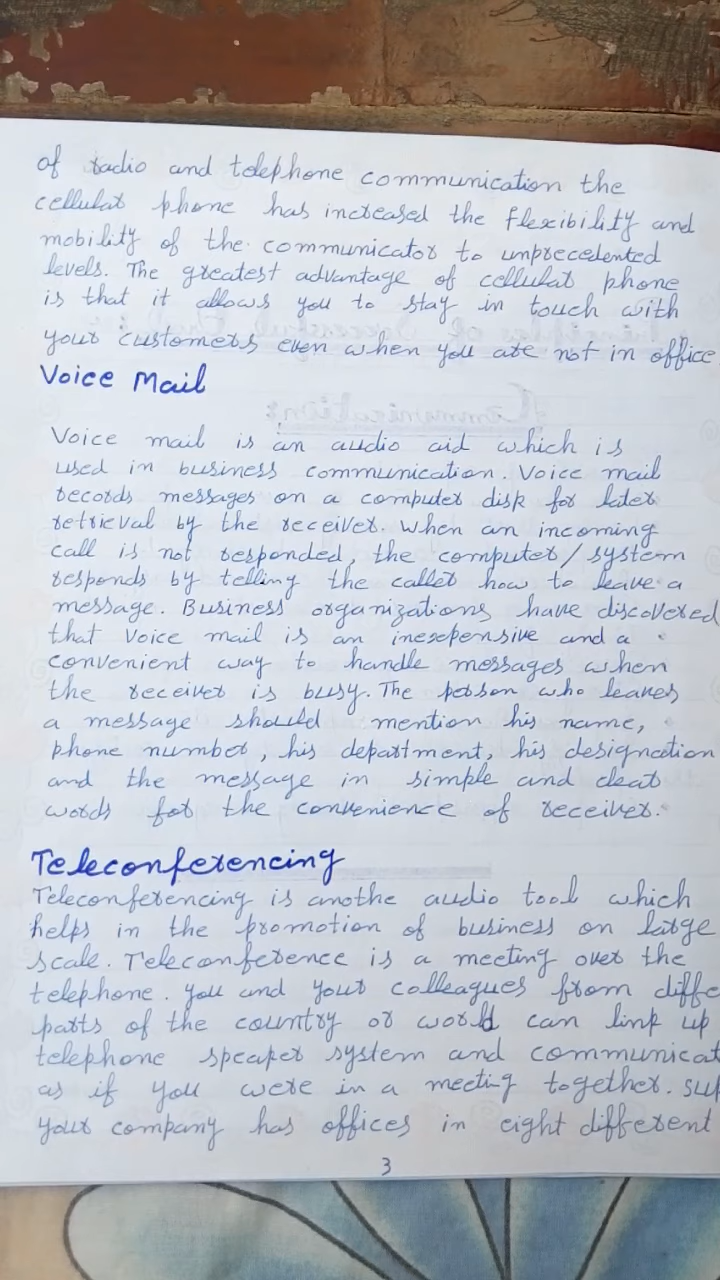 of radio and telephone communication the
cellular phone has increased the flexibility and
mobility of the communicator to unprecedented
levels. The greatest advantage of cellular phone
is that it allows you to stay in touch with
your customers even when you are not in office
Voice Mail
Voice mail is an audio aid which is
used in business communication. Voice mail
records messages on a computer disk for later
retrieval by the receiver. When an incoming
call is not responded, the computer/system
responds by telling the caller how to leave a
message. Business organizations have discovered
that Voice mail is an inexpensive and a
convenient way to handle messages when
the receiver is busy. The person who leaves
a message should mention his name,
phone number, his department, his designation
and the message in simple and clear
words for the convenience of receiver.
Teleconferencing
Teleconferencing is anothe audio tool which
helps in the promotion of business on large
scale. Teleconference is a meeting over the
telephone. you and your colleagues from diffe
parts of the country or world can link up
telephone speaper system and communicat
as if you were in a meeting together. sup
your company has offices in eight different
3